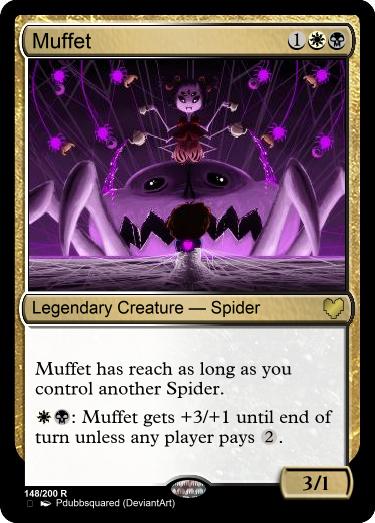 Muffet 1
Legendary Creature — Spider
Muffet has reach as long as you
control another Spider.
: Muffet gets +3/+1 until end of
turn unless any player pays 2.
3/1
148/200 R
Pdubbsquared (DeviantArt)